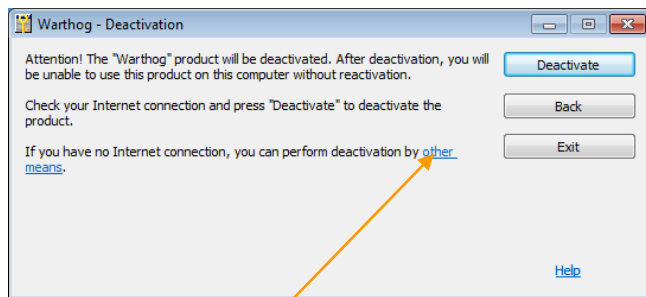 Warthog - Deactivation
Attention! The "Warthog" product will be deactivated. After deactivation, you will
be unable to use this product on this computer without reactivation.
Check your Internet connection and press "Deactivate" to deactivate the
product.
If you have no Internet connection, you can perform deactivation by other
means.
Deactivate
Back
Exit
Help